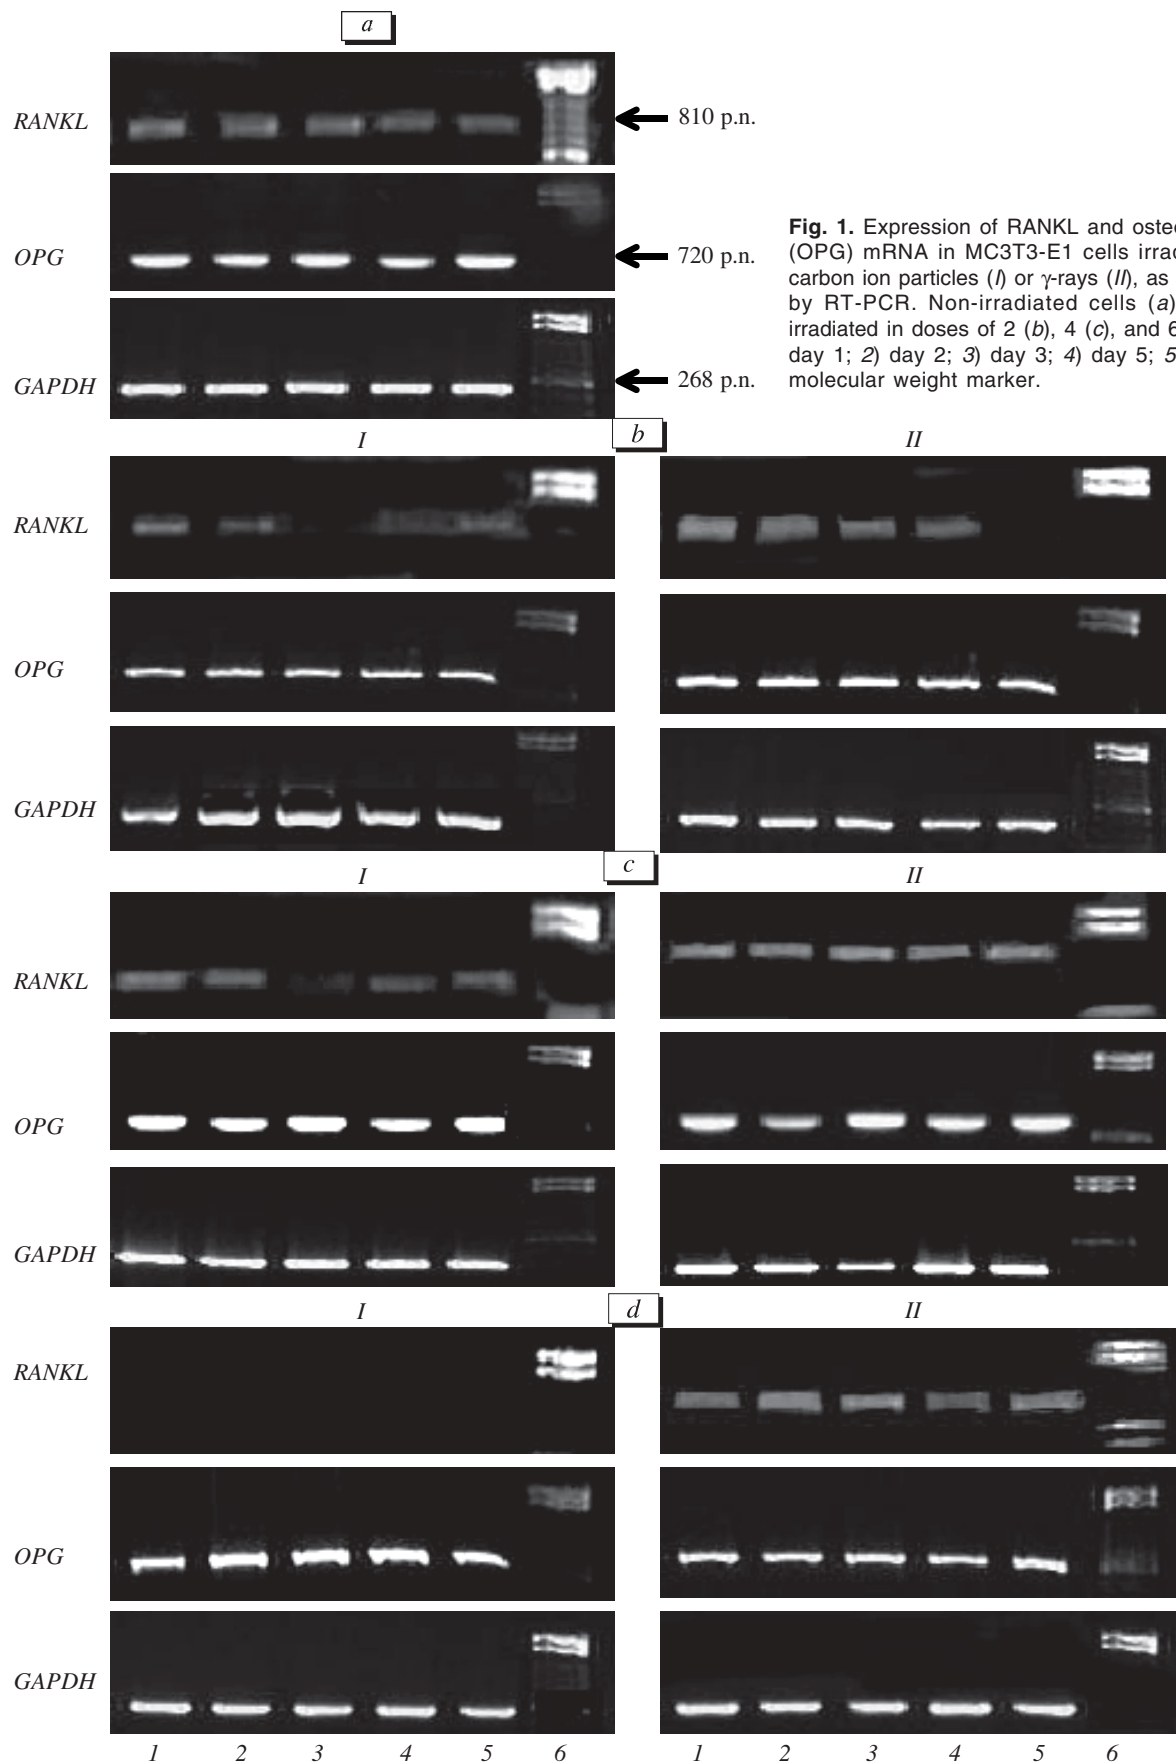 a
RANKL
810 p.n.
OPG
720 p.n.
GAPDH
268 p.n.
Fig. 1. Expression of RANKL and oste
(OPG) mRNA in MC3T3-E1 cells irrad
carbon ion particles (I) or γ-rays (II), as
by RT-PCR. Non-irradiated cells (a)
irradiated in doses of 2 (b), 4 (c), and 6
day 1; 2) day 2; 3) day 3; 4) day 5; 5
molecular weight marker.
I b II
RANKL
OPG
GAPDH
I c II
RANKL
OPG
GAPDH
I d II
RANKL
OPG
GAPDH
1 2 3 4 5 6 1 2 3 4 5 6